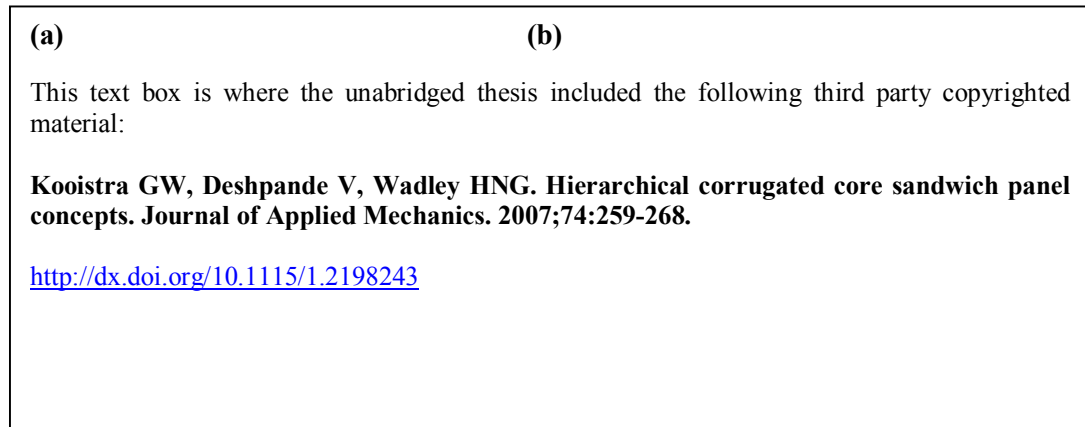 (a) (b)
This text box is where the unabridged thesis included the following third party copyrighted
material:
Kooistra GW, Deshpande V, Wadley HNG. Hierarchical corrugated core sandwich panel
concepts. Journal of Applied Mechanics. 2007;74:259-268.
http://dx.doi.org/10.1115/1.2198243